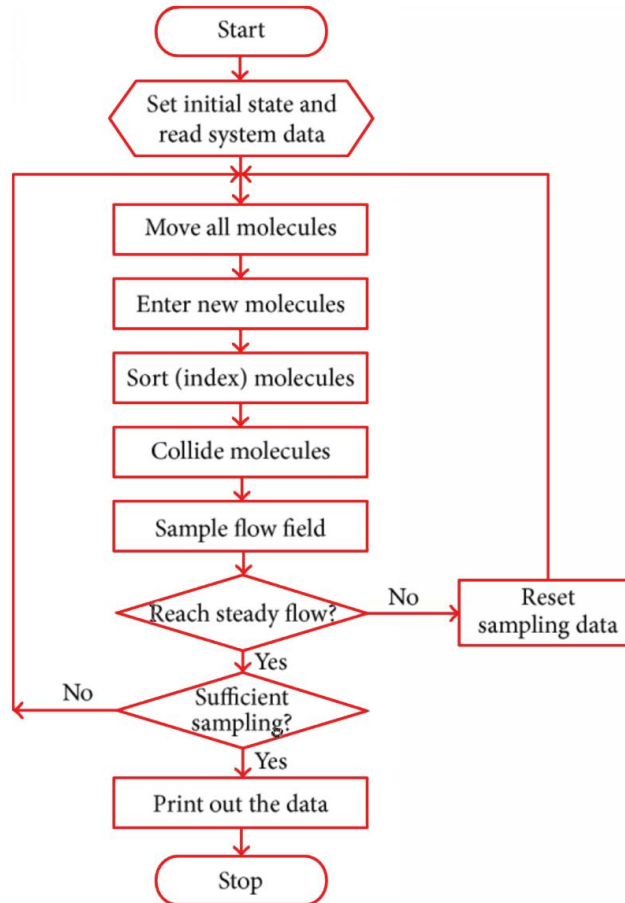 Start
Set initial state and
read system data
Move all molecules
Enter new molecules
Sort (index) molecules
Collide molecules
Sample flow field
Reach steady flow?
No
Reset
sampling data
Yes
No
Sufficient
sampling?
Yes
Print out the data
Stop